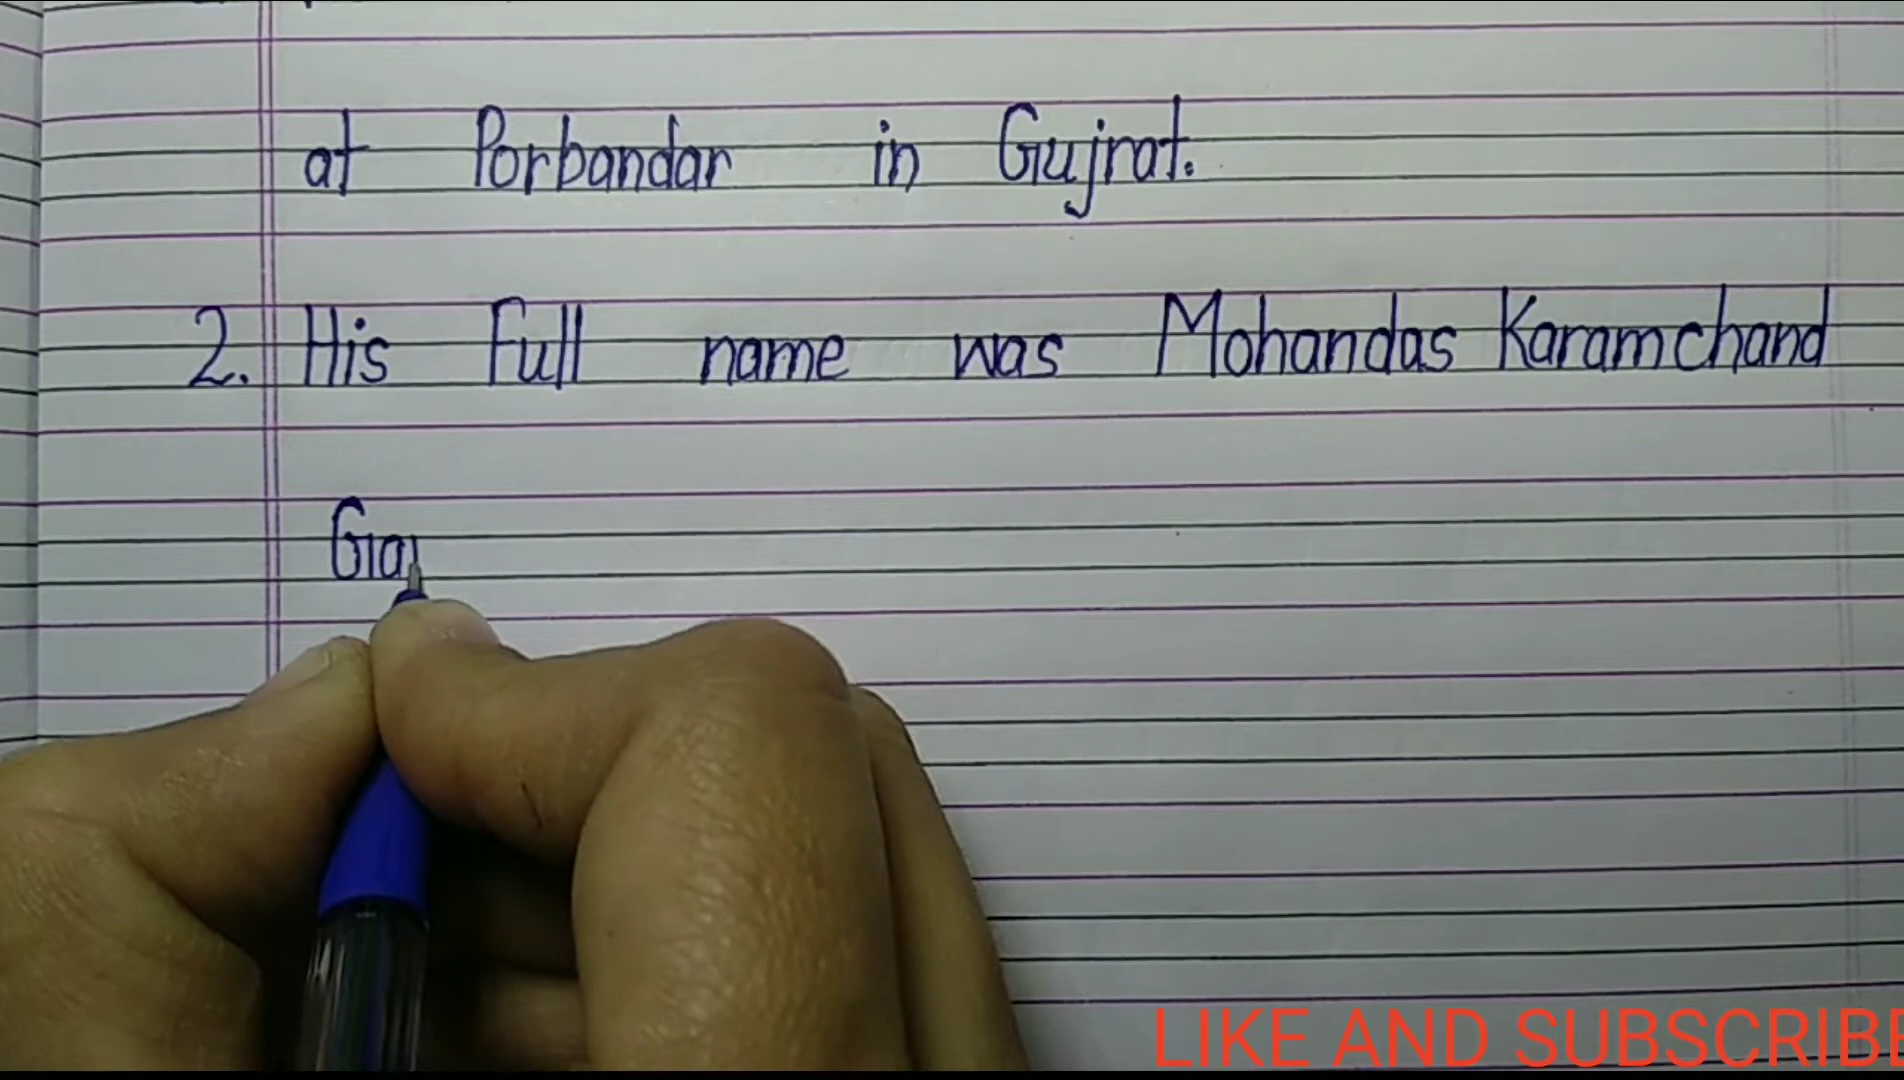 at Porbandar in Gujrat.
2. His Full name was Mohandas Karamchand
Ga
LIKE AND SUBSCRIBE